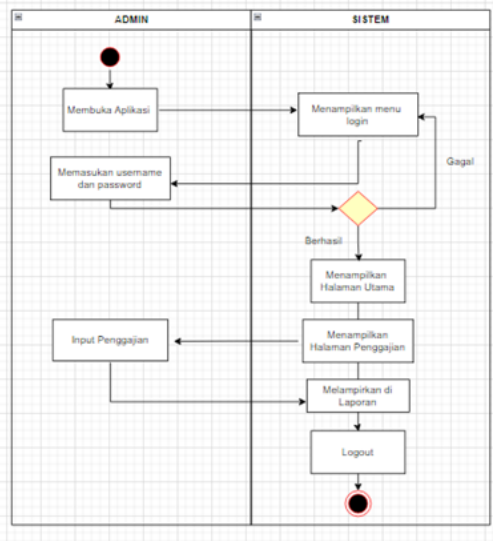 ADMIN
SISTEM
Membuka Aplikasi
Menampilkan menu
login
Memasukan username
dan password
Gagal
Berhasil
Menampilkan
Halaman Utama
Input Penggajian
Menampilkan
Halaman Penggajian
Melampirkan di
Laporan
Logout